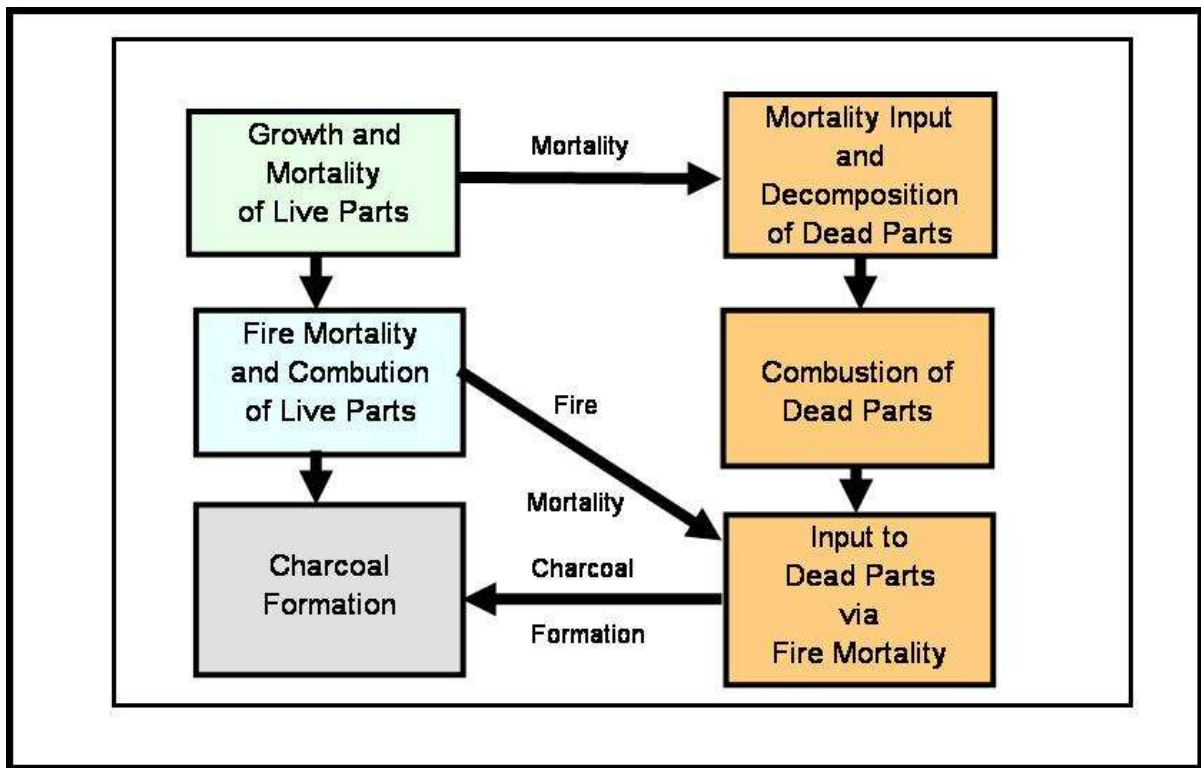 Growth and
Mortality
of Live Parts
Mortality
Mortality Input
and
Decomposition
of Dead Parts
Fire Mortality
and Combution
of Live Parts
Fire
Mortality
Combustion of
Dead Parts
Charcoal
Formation
Charcoal
Formation
Input to
Dead Parts
via
Fire Mortality